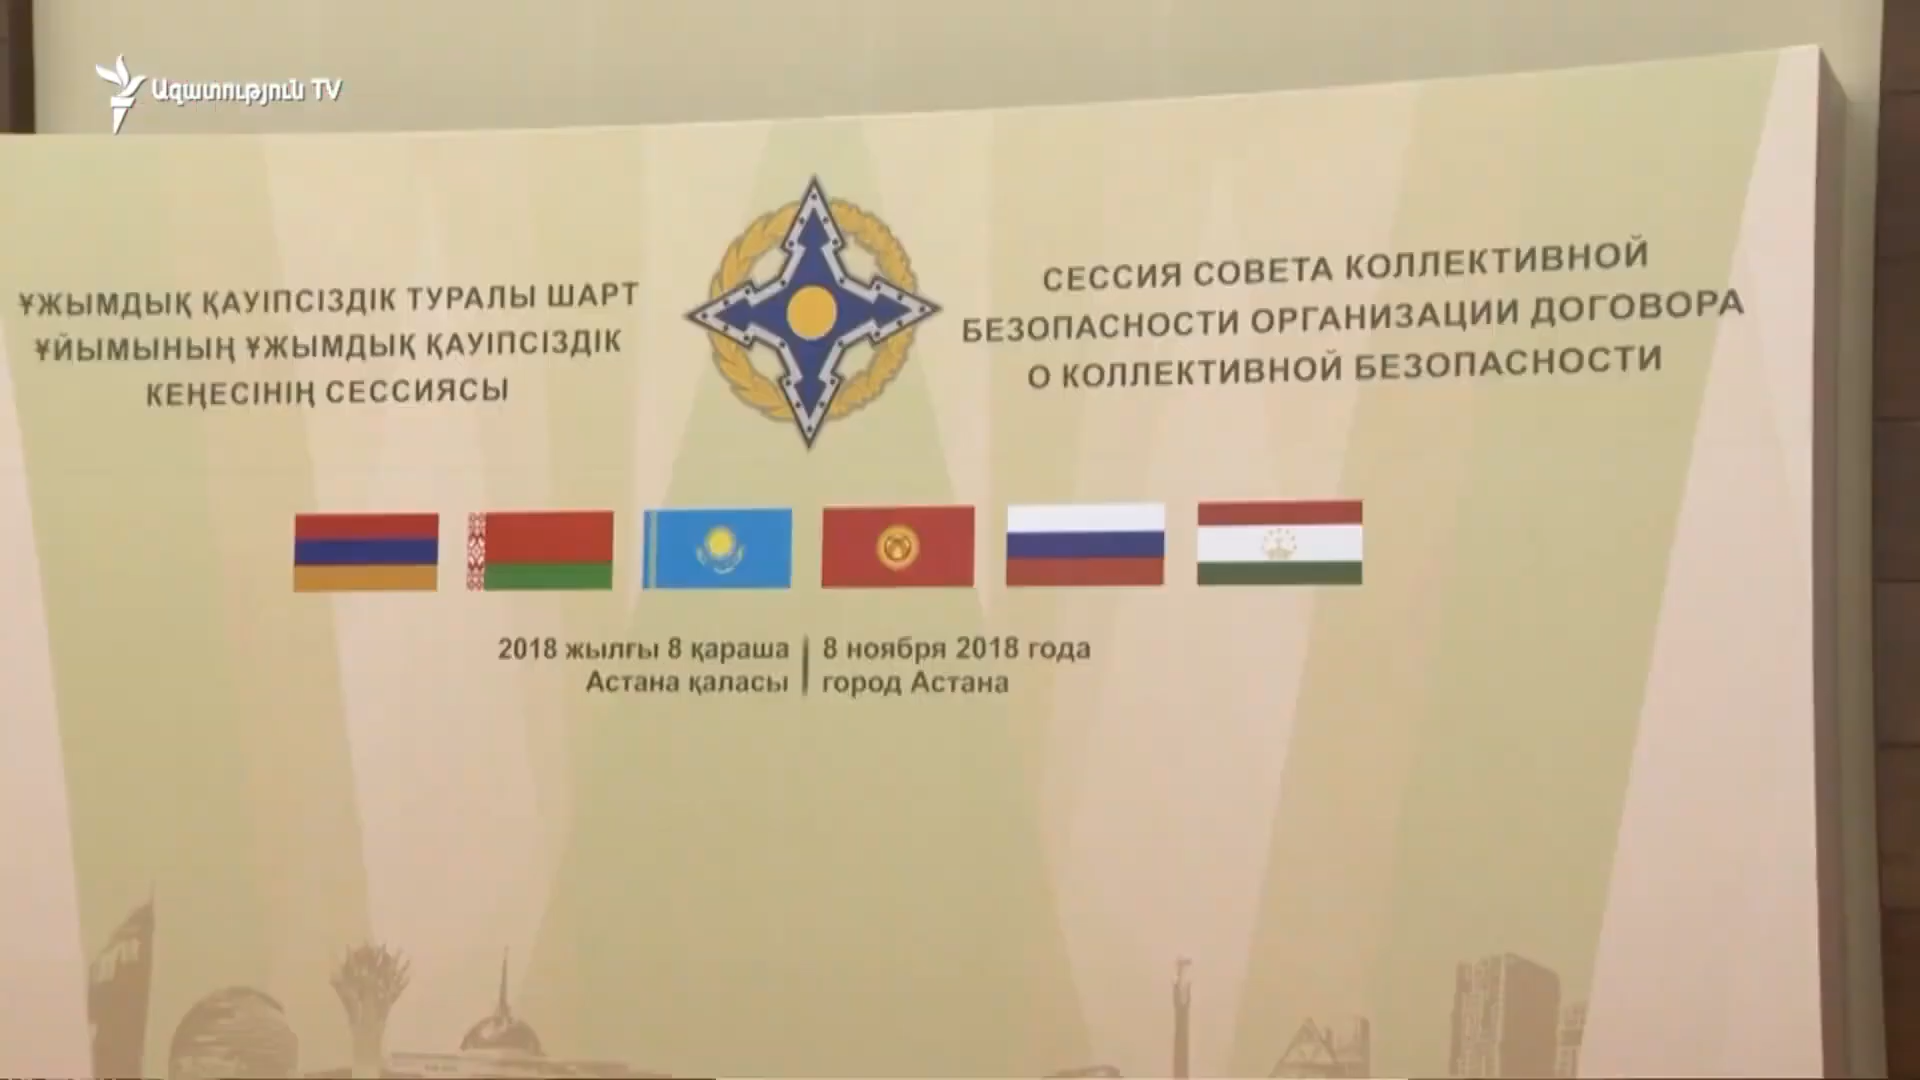 Ազատություն TV
ҰЖЫМДЫҚ ҚАУІПСІЗДІК ТУРАЛЫ ШАРТ
ҰЙЫМЫНЫҢ ҰЖЫМДЫҚ ҚАУІПСІЗДІК
КЕҢЕСІНІҢ СЕССИЯСЫ
СЕССИЯ СОВЕТА КОЛЛЕКТИВНОЙ
БЕЗОПАСНОСТИ ОРГАНИЗАЦИИ ДОГОВОРА
О КОЛЛЕКТИВНОЙ БЕЗОПАСНОСТИ
2018 жылғы 8 қараша
Астана қаласы
8 ноября 2018 года
город Астана